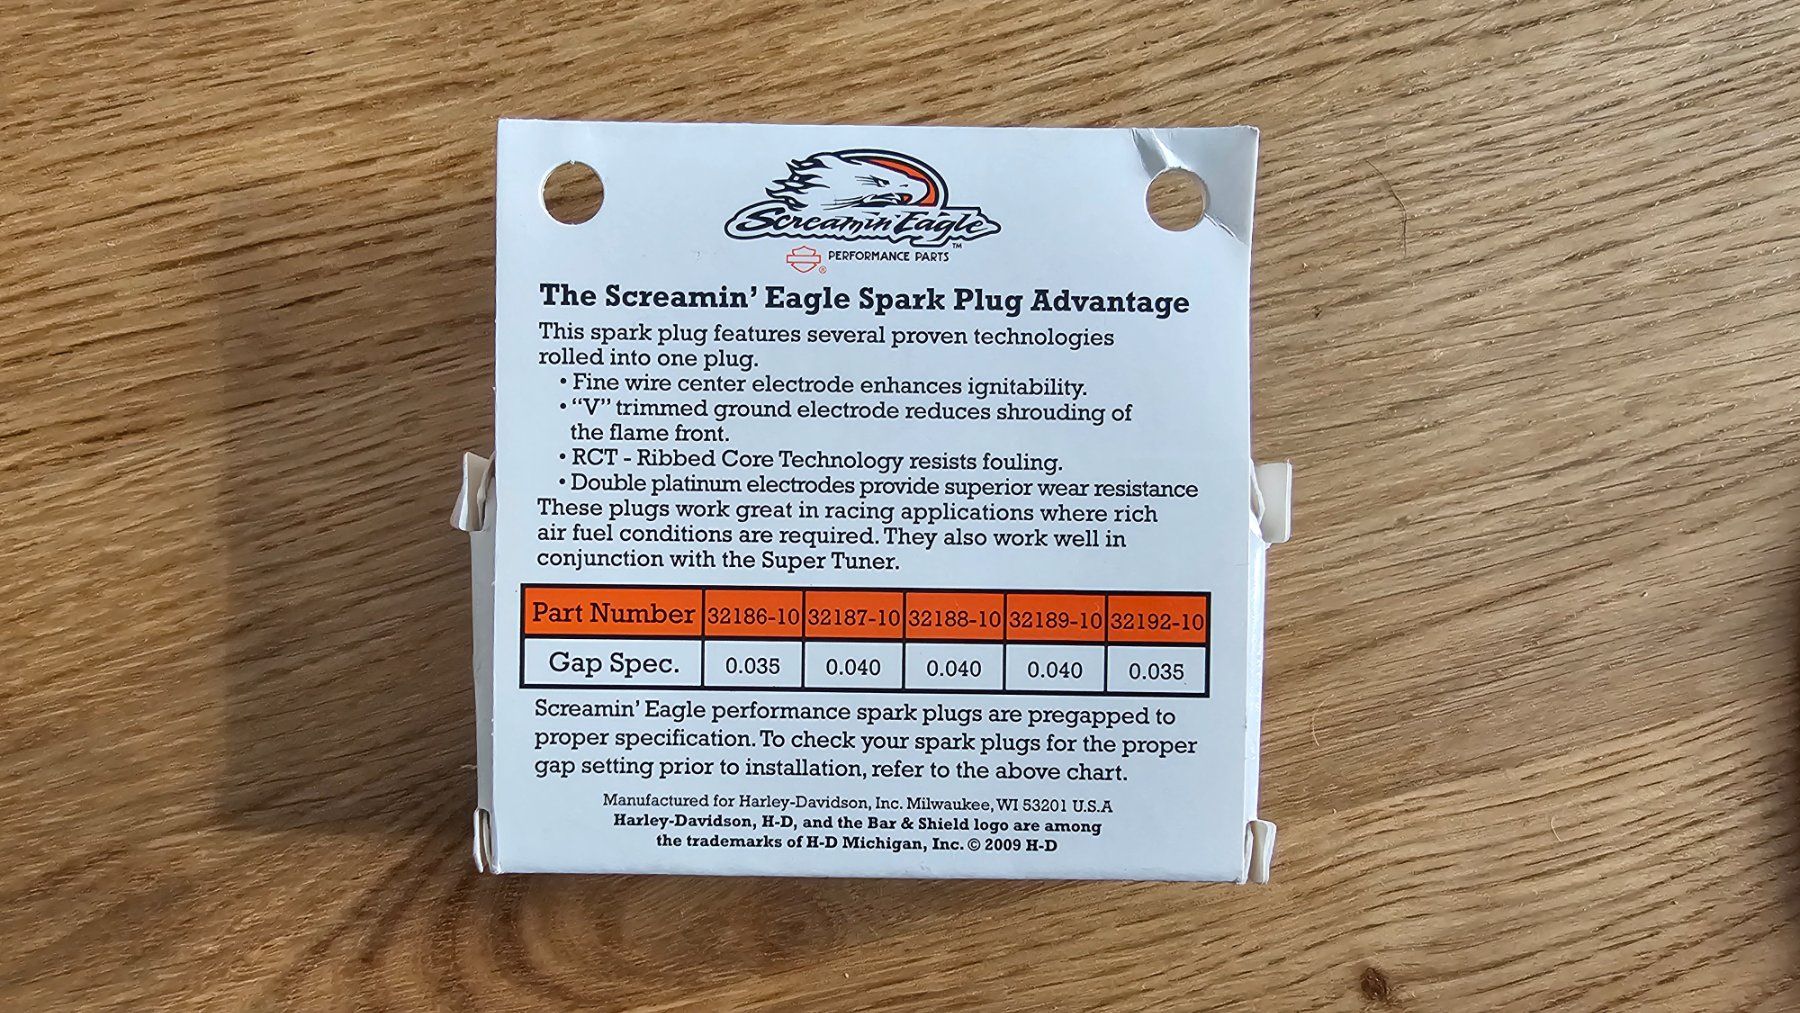 Screamin' Eagle™
® PERFORMANCE PARTS
The Screamin' Eagle Spark Plug Advantage
This spark plug features several proven technologies
rolled into one plug.
• Fine wire center electrode enhances ignitability.
• “V” trimmed ground electrode reduces shrouding of
the flame front.
• RCT - Ribbed Core Technology resists fouling.
• Double platinum electrodes provide superior wear resistance
These plugs work great in racing applications where rich
air fuel conditions are required. They also work well in
conjunction with the Super Tuner.
Part Number 32186-10 32187-10 32188-10 32189-10 32192-10
Gap Spec. 0.035 0.040 0.040 0.040 0.035
Screamin' Eagle performance spark plugs are pregapped to
proper specification. To check your spark plugs for the proper
gap setting prior to installation, refer to the above chart.
Manufactured for Harley-Davidson, Inc. Milwaukee, WI 53201 U.S.A
Harley-Davidson, H-D, and the Bar & Shield logo are among
the trademarks of H-D Michigan, Inc. © 2009 H-D